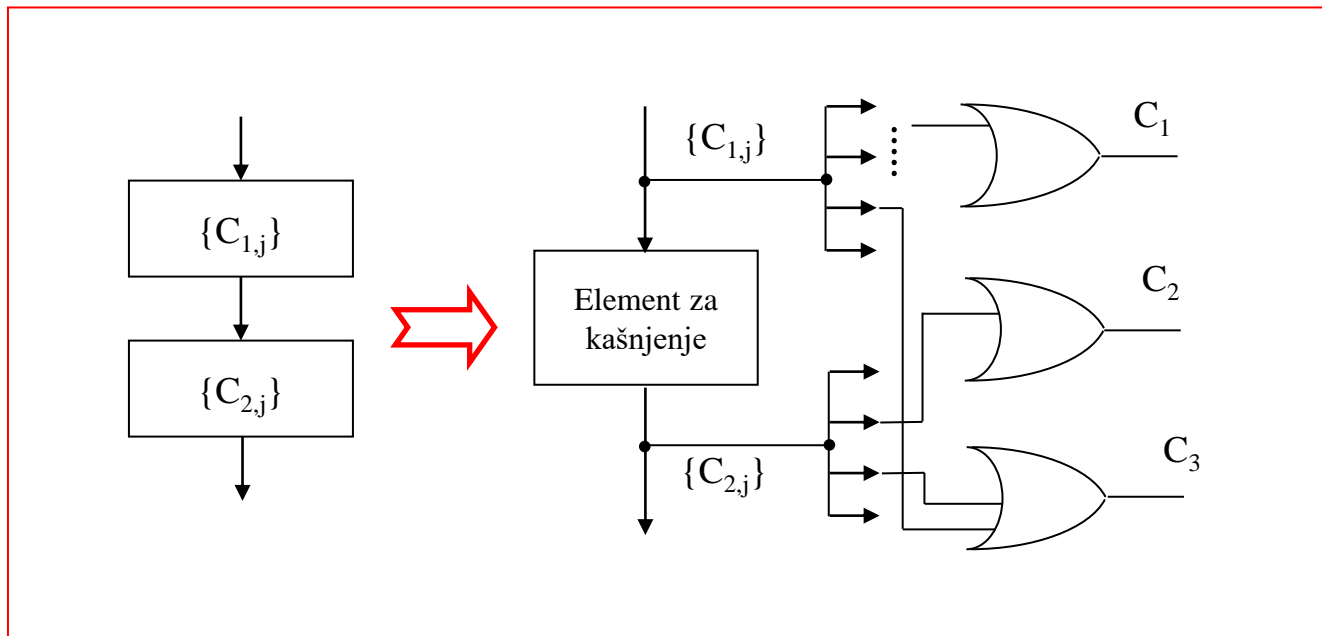 {C1,j}
{C2,j}
{C1,j}
Element za
kašnjenje
{C2,j}
C1
C2
C3